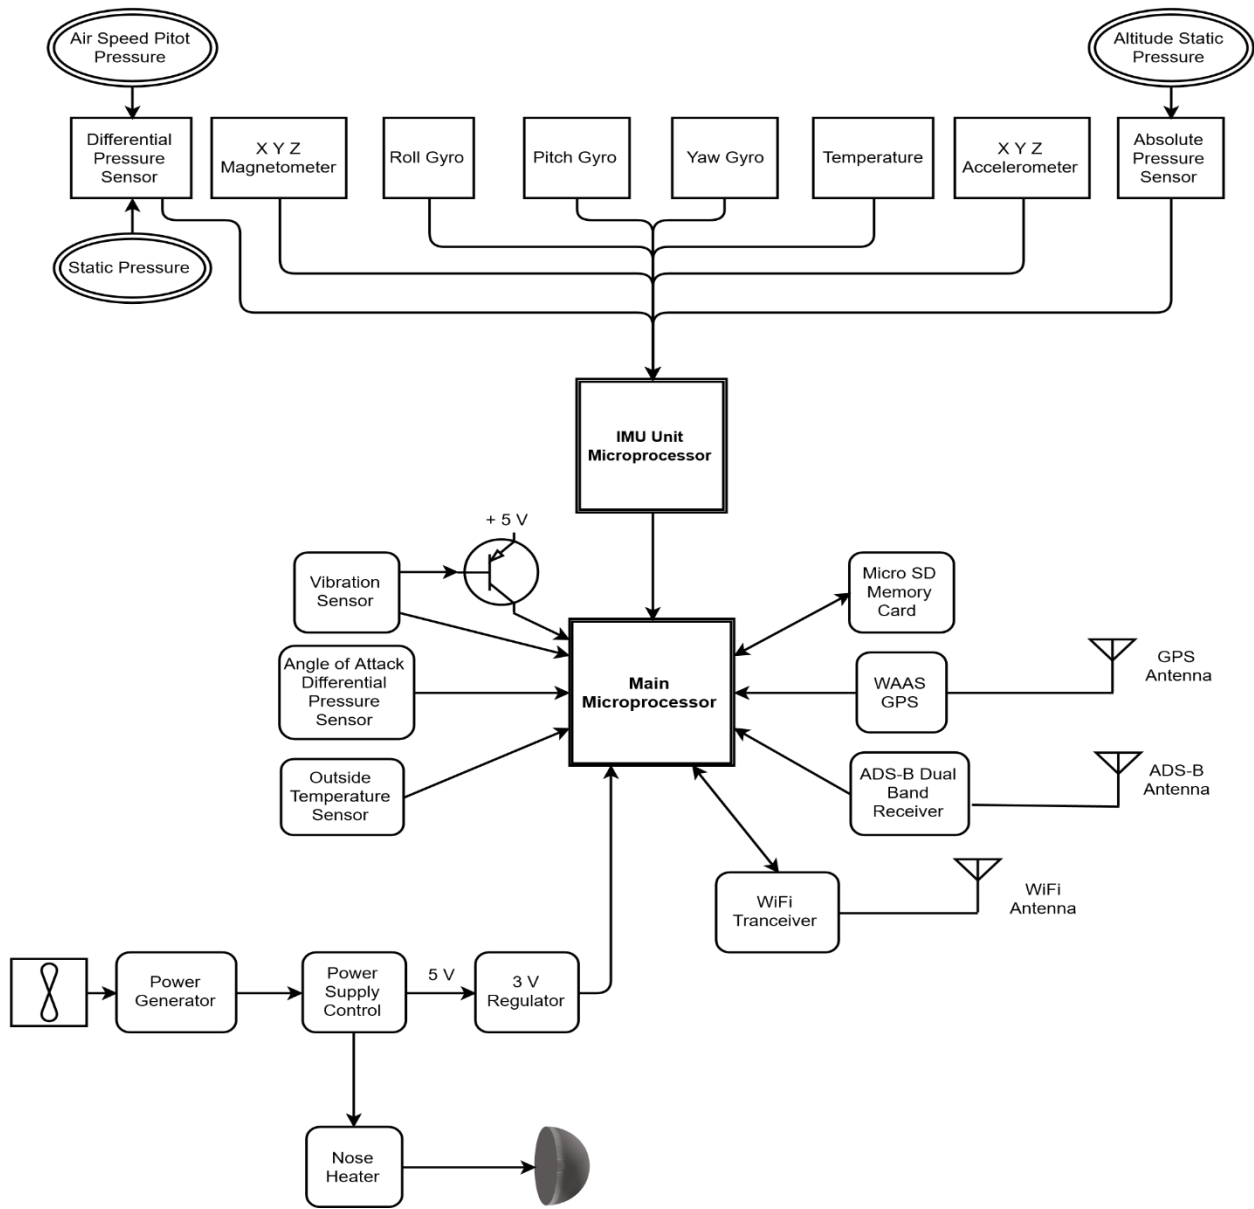 Air Speed Pitot
Pressure
Altitude Static
Pressure
Differential
Pressure
Sensor
X Y Z
Magnetometer
Roll Gyro
Pitch Gyro
Yaw Gyro
Temperature
X Y Z
Accelerometer
Absolute
Pressure
Sensor
Static Pressure
IMU Unit
Microprocessor
+ 5 V
Vibration
Sensor
Micro SD
Memory
Card
Angle of Attack
Differential
Pressure
Sensor
Main
Microprocessor
WAAS
GPS
GPS
Antenna
Outside
Temperature
Sensor
ADS-B Dual
Band
Receiver
ADS-B
Antenna
WiFi
Tranceiver
WiFi
Antenna
Power
Generator
Power
Supply
Control
5 V
3 V
Regulator
Nose
Heater